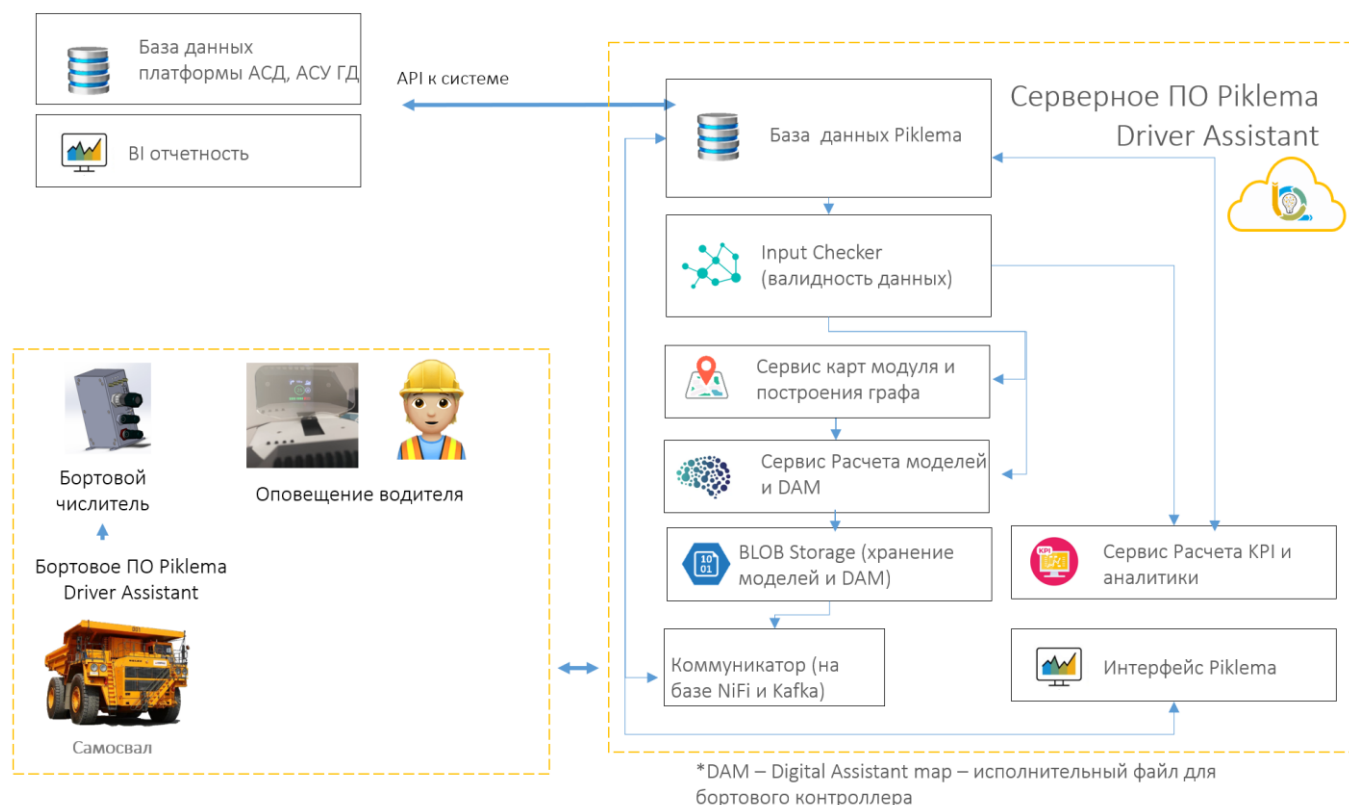 База данных
платформы АСД, АСУ ГД
BI отчетность
API к системе
Серверное ПО Piklema
Driver Assistant
База данных Piklema
Input Checker
(валидность данных)
Сервис карт модуля и
построения графа
Сервис Расчета моделей
и DAM
10
01
BLOB Storage (хранение
моделей и DAM)
KPI
Сервис Расчета KPI и
аналитики
Коммуникатор (на
базе NiFi и Kafka)
Интерфейс Piklema
Бортовой
числитель
Оповещение водителя
Бортовое ПО Piklema
Driver Assistant
Самосвал
*DAM – Digital Assistant map – исполнительный файл для
бортового контроллера